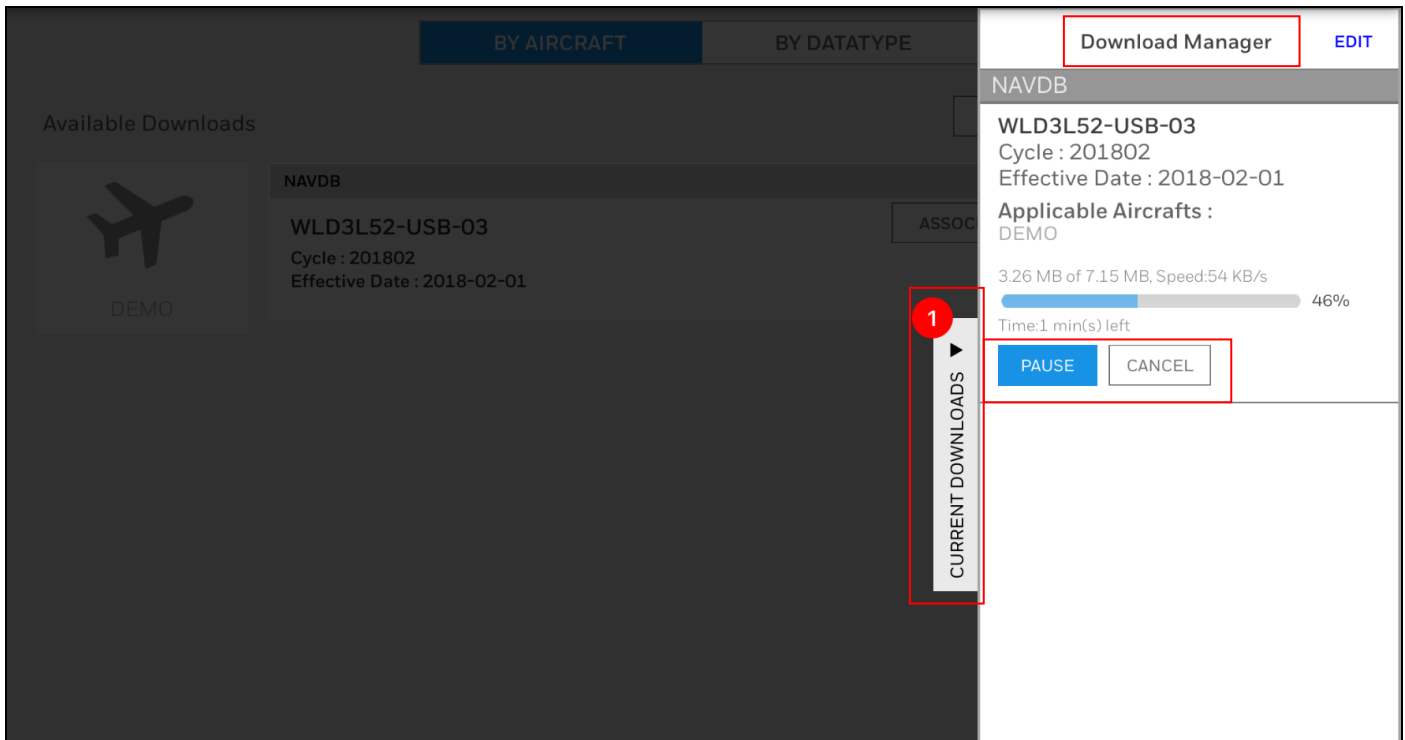 BY AIRCRAFT
BY DATATYPE
Available Downloads
DEMO
NAVDB
WLD3L52-USB-03
Cycle : 201802
Effective Date : 2018-02-01
1
CURRENT DOWNLOADS
Download Manager
EDIT
NAVDB
WLD3L52-USB-03
Cycle : 201802
Effective Date : 2018-02-01
Applicable Aircrafts :
DEMO
3.26 MB of 7.15 MB, Speed:54 KB/s
46%
Time:1 min(s) left
PAUSE
CANCEL